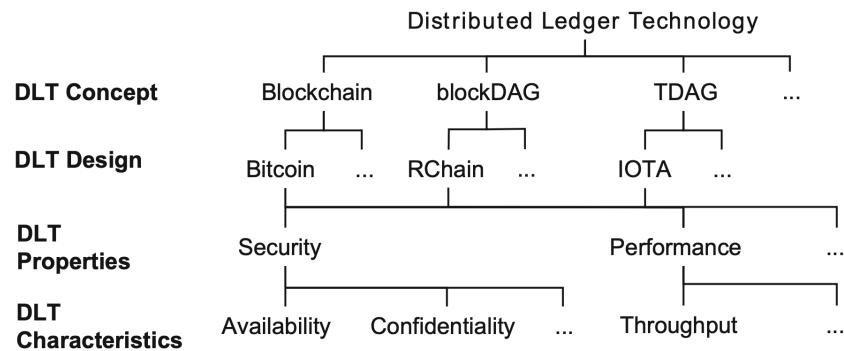 Distributed Ledger Technology
DLT Concept Blockchain blockDAG TDAG ...
DLT Design Bitcoin ... RChain ... IOTA ...
DLT
Properties Security Performance ...
DLT
Characteristics Availability Confidentiality ... Throughput ...